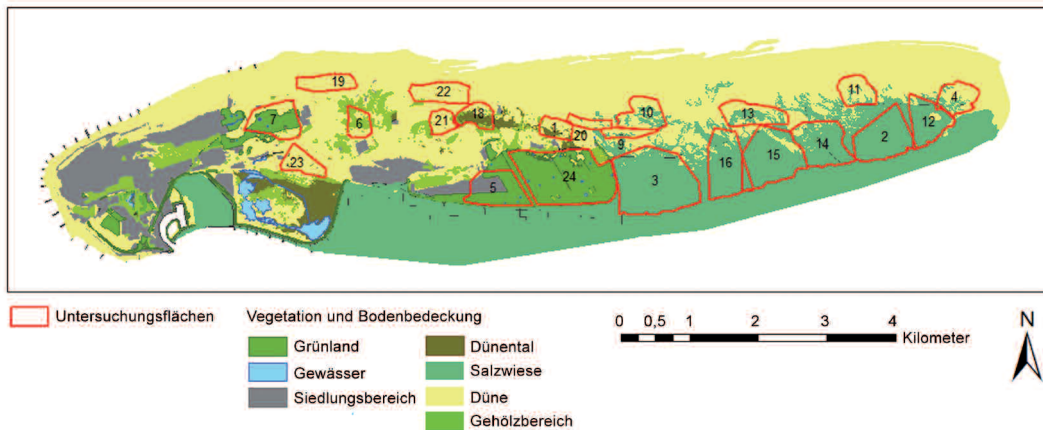 19
22
11
4
7
6
21
18
10
13
12
1
20
9
2
23
16
15
14
5
24
3
Untersuchungsflächen
Vegetation und Bodenbedeckung
Grünland
Gewässer
Siedlungsbereich
Dünental
Salzwiese
Düne
Gehölzbereich
0 0,5 1 2 3 4
Kilometer
N